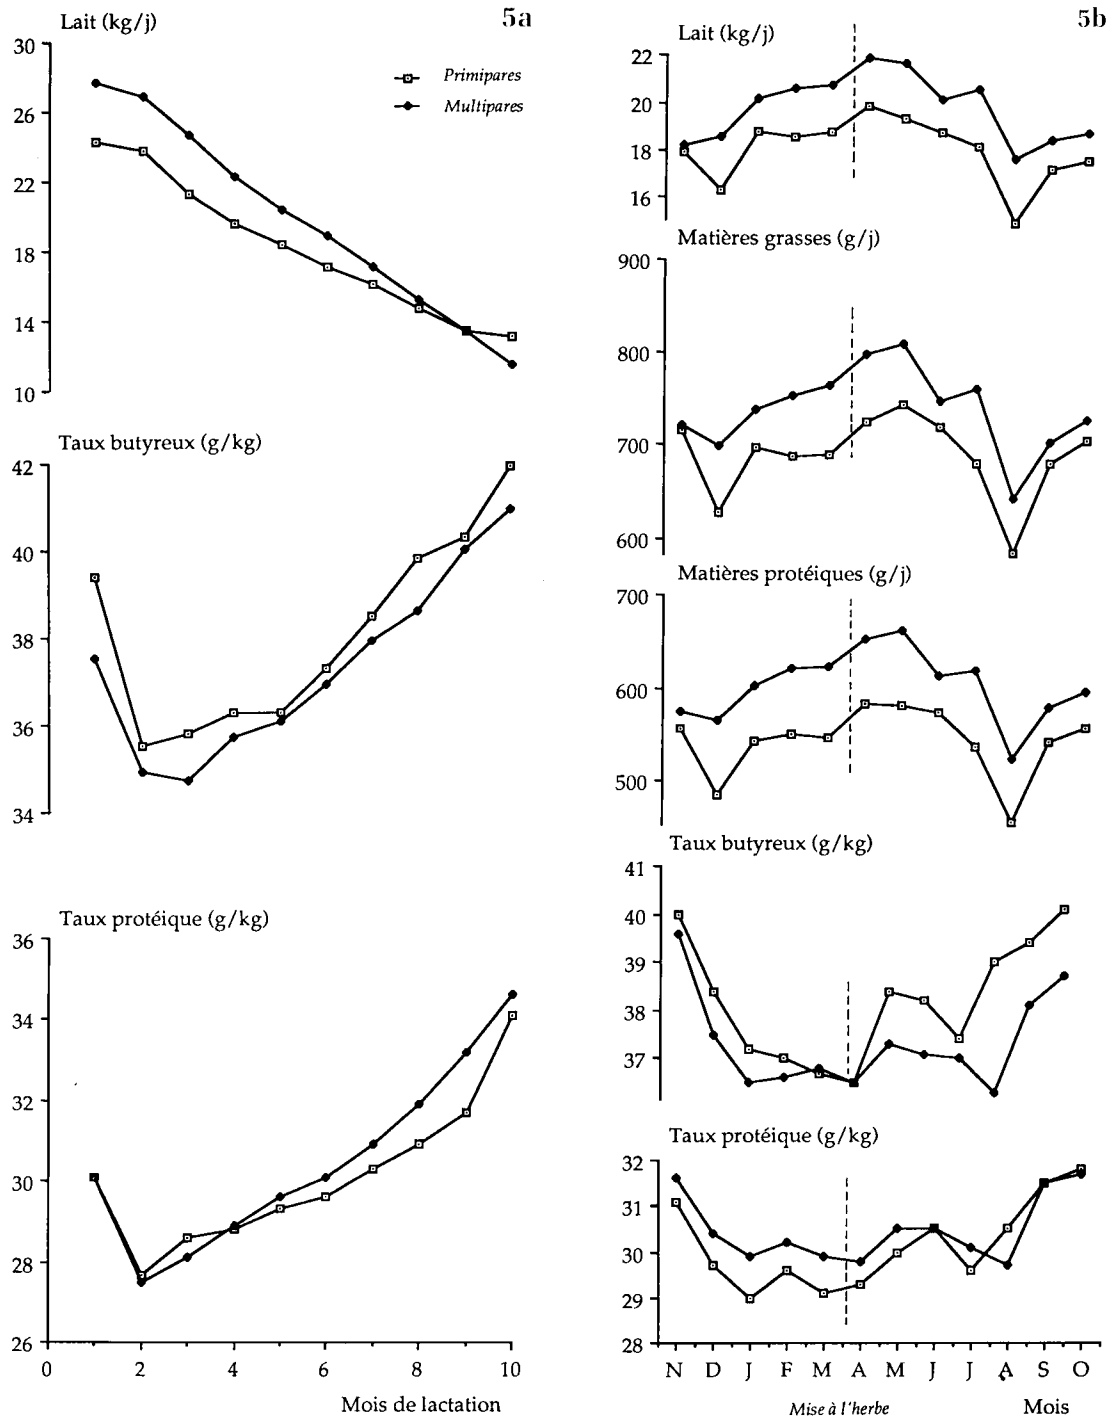 5a
Lait (kg/j)
30
26
22
18
14
10
Primipares
Multipares
Taux butyreux (g/kg)
42
40
38
36
34
Taux protéique (g/kg)
36
34
32
30
28
26
0 2 4 6 8 10
Mois de lactation
5b
Lait (kg/j)
22
20
18
16
Matières grasses (g/j)
900
800
700
600
Matières protéiques (g/j)
700
600
500
Taux butyreux (g/kg)
41
40
39
38
37
Taux protéique (g/kg)
32
31
30
29
28
N D J F M A M J J A S O
Mise à l'herbe
Mois